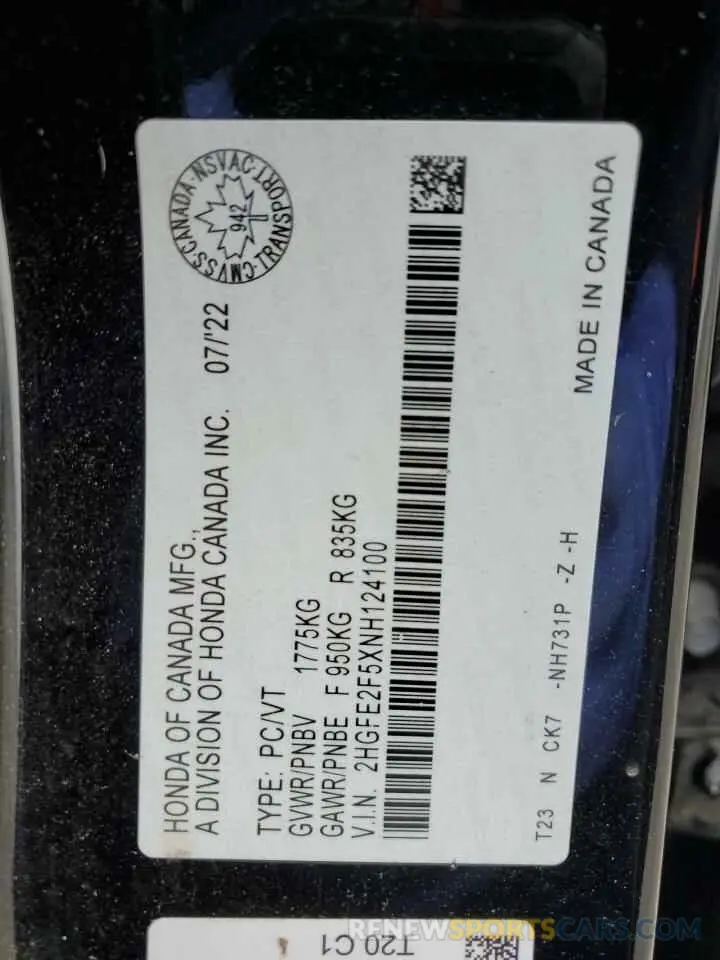 HONDA OF CANADA MFG.,
A DIVISION OF HONDA CANADA INC. 07/'22
CMVSS·CANADA·NSVAC·TRANSPORT·
942
TYPE: PC/VT
GVWR/PNBV 1775KG
GAWR/PNBE F 950KG R 835KG
V.I.N. 2HGFE2F5XNH124100
T23 N CK7 -NH731P -Z -H MADE IN CANADA
T20 C1
RENEWSPORTSCARS.COM